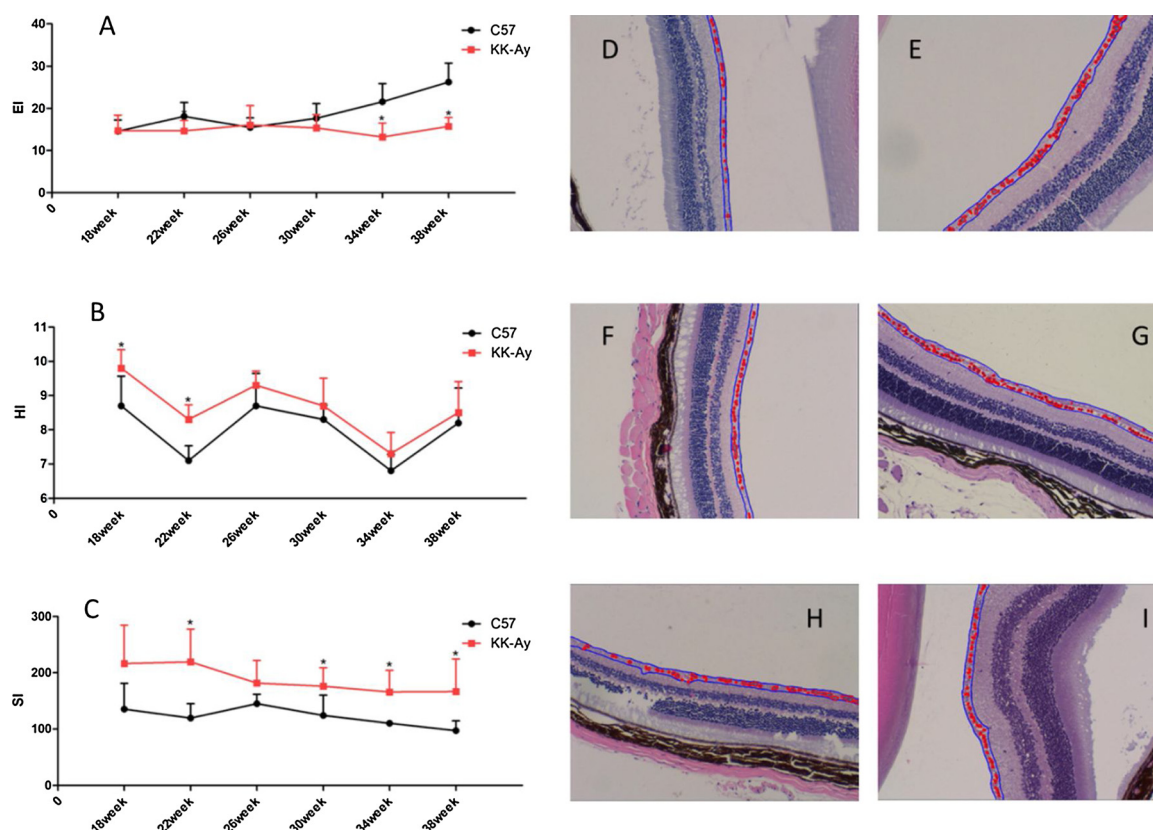 A
C57
KK-Ay
40
30
20
10
0
EI
* *
0 18week 22week 26week 30week 34week 38week
B
C57
KK-Ay
11
10
9
8
7
6
HI
* *
0 18week 22week 26week 30week 34week 38week
C
C57
KK-Ay
300
200
100
0
SI
* * * *
0 18week 22week 26week 30week 34week 38week
D E
F G
H I